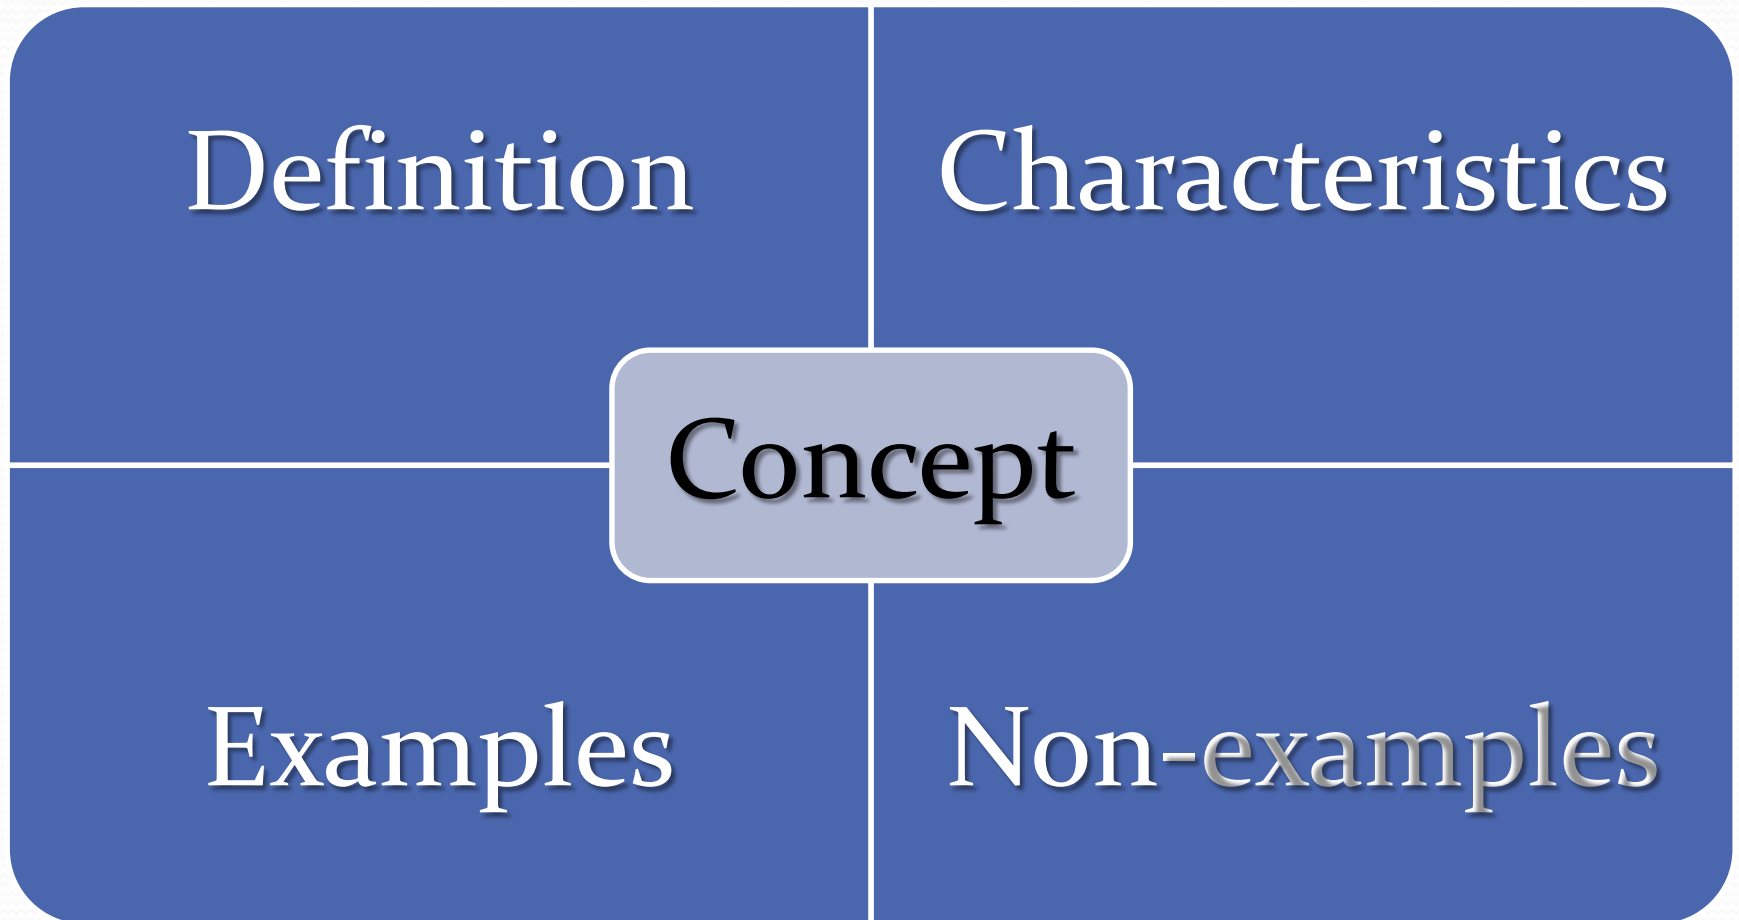 Definition
Characteristics
Concept
Examples
Non-examples